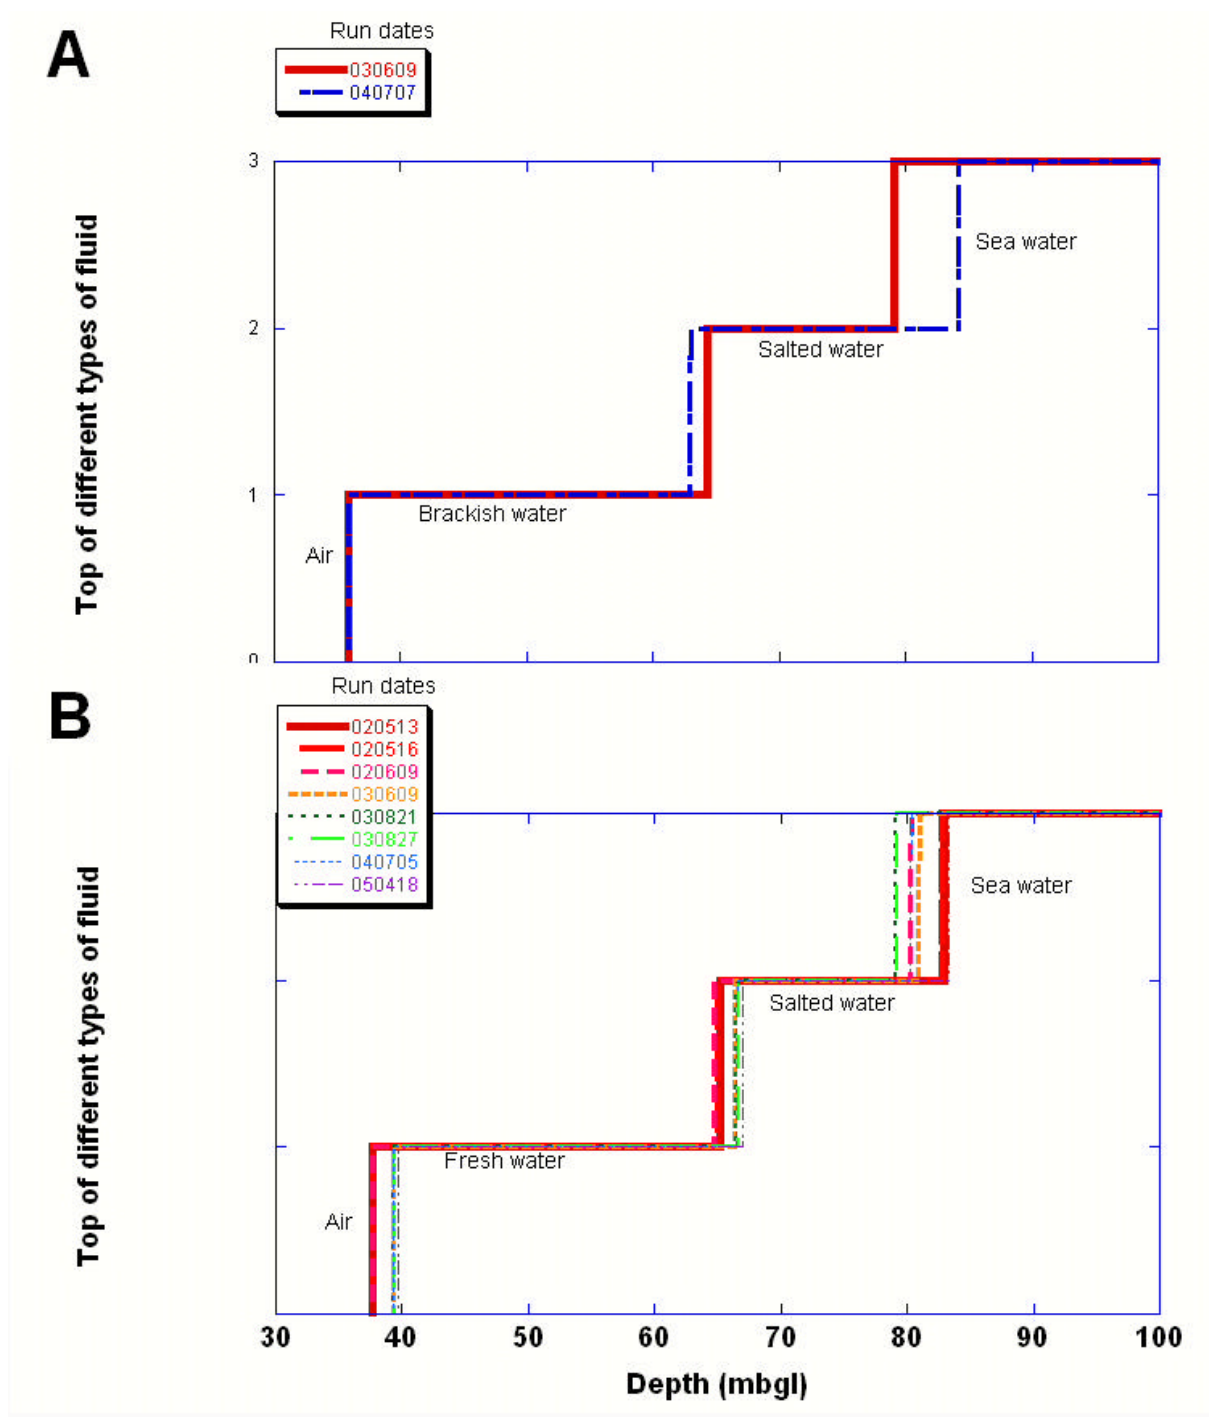 A
Run dates
030609
040707
Top of different types of fluid
3
2
1
0
Sea water
Salted water
Brackish water
Air
B
Run dates
020513
020516
020609
030609
030821
030827
040705
050418
Top of different types of fluid
Sea water
Salted water
Fresh water
Air
30 40 50 60 70 80 90 100
Depth (mbgl)